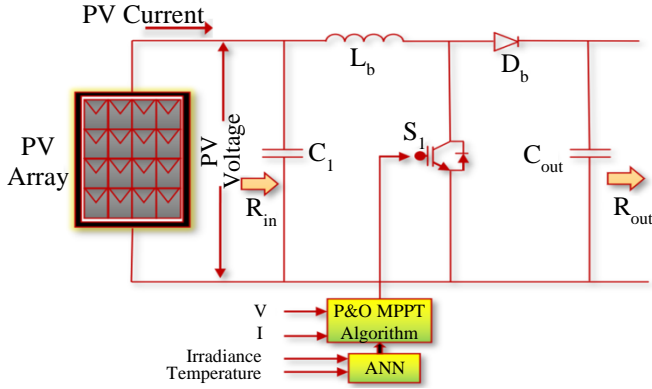 PV Current
L_b
D_b
S_1
PV
Array
PV
Voltage
C_1
C_out
R_in
R_out
V
I
P&O MPPT
Algorithm
Irradiance
Temperature
ANN